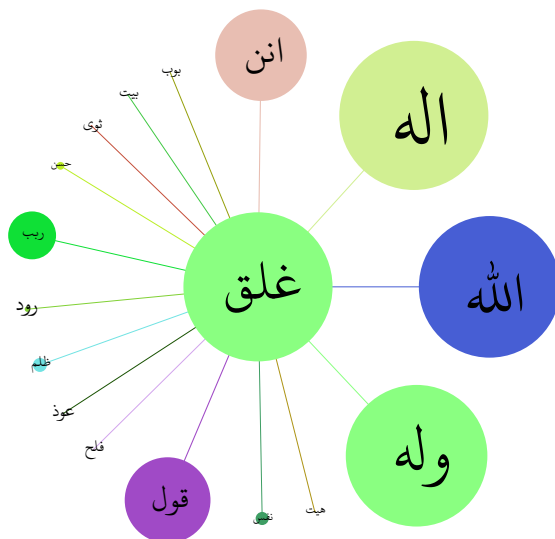 انن
اله
بوب
بيت
ثوى
حسن
ربب
غلق
الله
رود
ظلم
عوذ
فلح
وله
قول
نفس
هيت